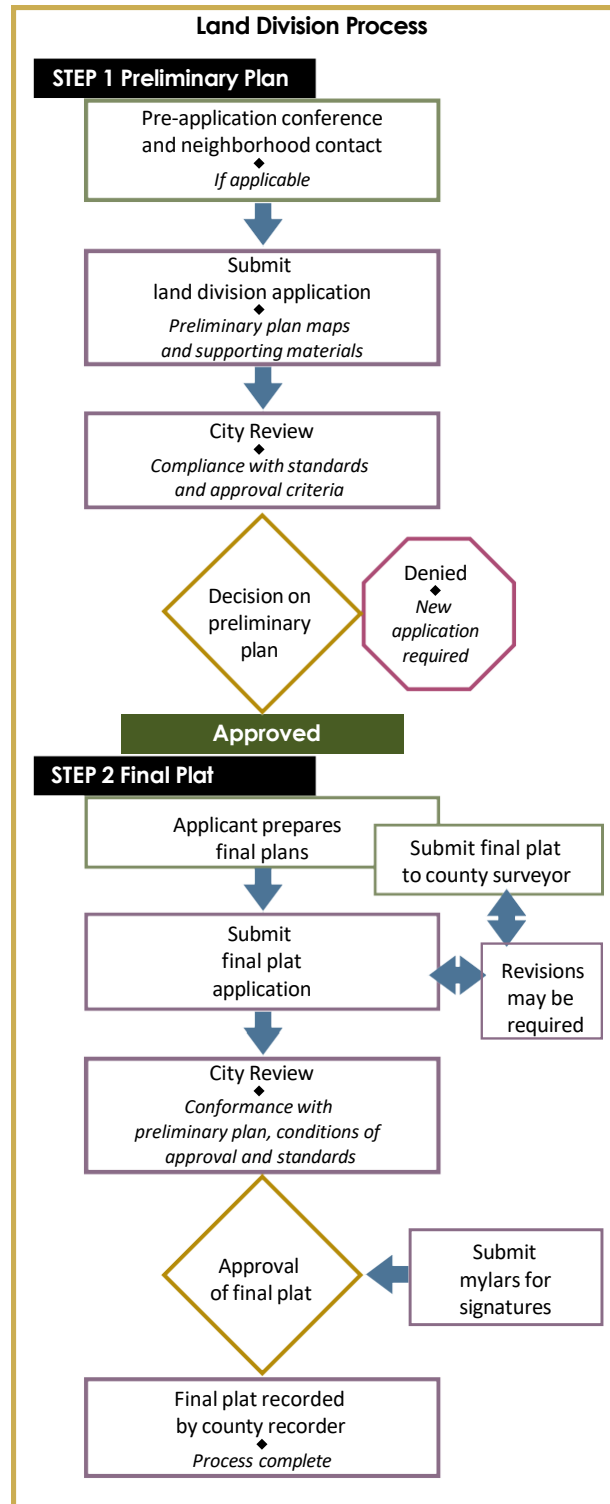 Land Division Process
STEP 1 Preliminary Plan
Pre-application conference
and neighborhood contact
◆
If applicable
Submit
land division application
◆
Preliminary plan maps
and supporting materials
City Review
◆
Compliance with standards
and approval criteria
Decision on
preliminary
plan
Denied
◆
New
application
required
Approved
STEP 2 Final Plat
Applicant prepares
final plans
Submit final plat
to county surveyor
Submit
final plat
application
Revisions
may be
required
City Review
◆
Conformance with
preliminary plan, conditions of
approval and standards
Approval
of final plat
Submit
mylars for
signatures
Final plat recorded
by county recorder
◆
Process complete